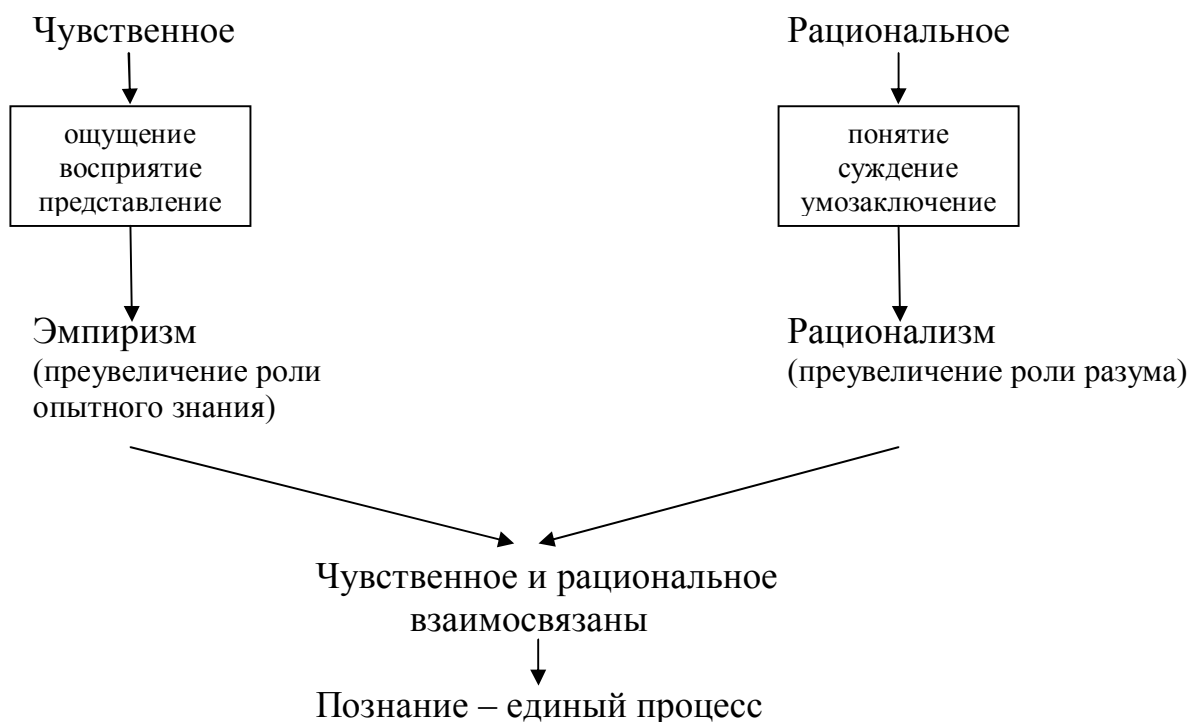 Чувственное
Рациональное
ощущение
восприятие
представление
понятие
суждение
умозаключение
Эмпиризм
(преувеличение роли
опытного знания)
Рационализм
(преувеличение роли разума)
Чувственное и рациональное
взаимосвязаны
Познание – единый процесс